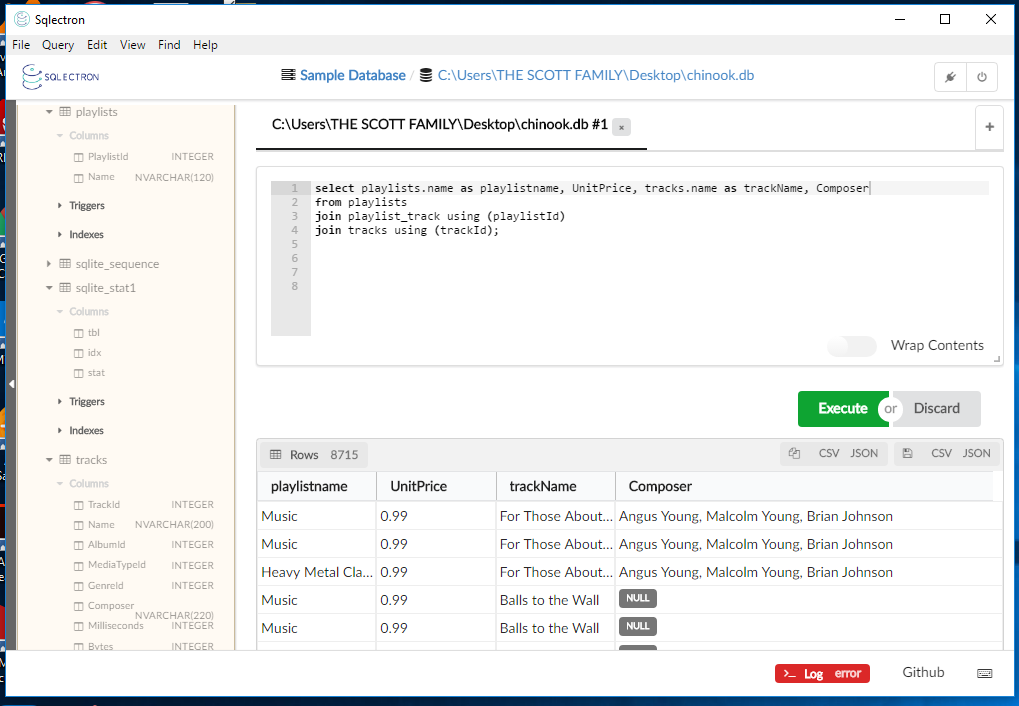 Sqlectron
File Query Edit View Find Help
SQLECTRON
Sample Database / C:\Users\THE SCOTT FAMILY\Desktop\chinook.db
playlists
Columns
PlaylistId INTEGER
Name NVARCHAR(120)
Triggers
Indexes
sqlite_sequence
sqlite_stat1
Columns
tbl
idx
stat
Triggers
Indexes
tracks
Columns
TrackId INTEGER
Name NVARCHAR(200)
AlbumId INTEGER
MediaTypeId INTEGER
GenreId INTEGER
Composer NVARCHAR(220)
Milliseconds INTEGER
Bytes INTEGER
C:\Users\THE SCOTT FAMILY\Desktop\chinook.db #1 ×
+
1 select playlists.name as playlistname, UnitPrice, tracks.name as trackName, Composer
2 from playlists
3 join playlist_track using (playlistId)
4 join tracks using (trackId);
5
6
7
8
Wrap Contents
Execute or Discard
Rows 8715 CSV JSON CSV JSON
playlistname UnitPrice trackName Composer
Music 0.99 For Those About... Angus Young, Malcolm Young, Brian Johnson
Music 0.99 For Those About... Angus Young, Malcolm Young, Brian Johnson
Heavy Metal Cla... 0.99 For Those About... Angus Young, Malcolm Young, Brian Johnson
Music 0.99 Balls to the Wall NULL
Music 0.99 Balls to the Wall NULL
>_ Log error Github